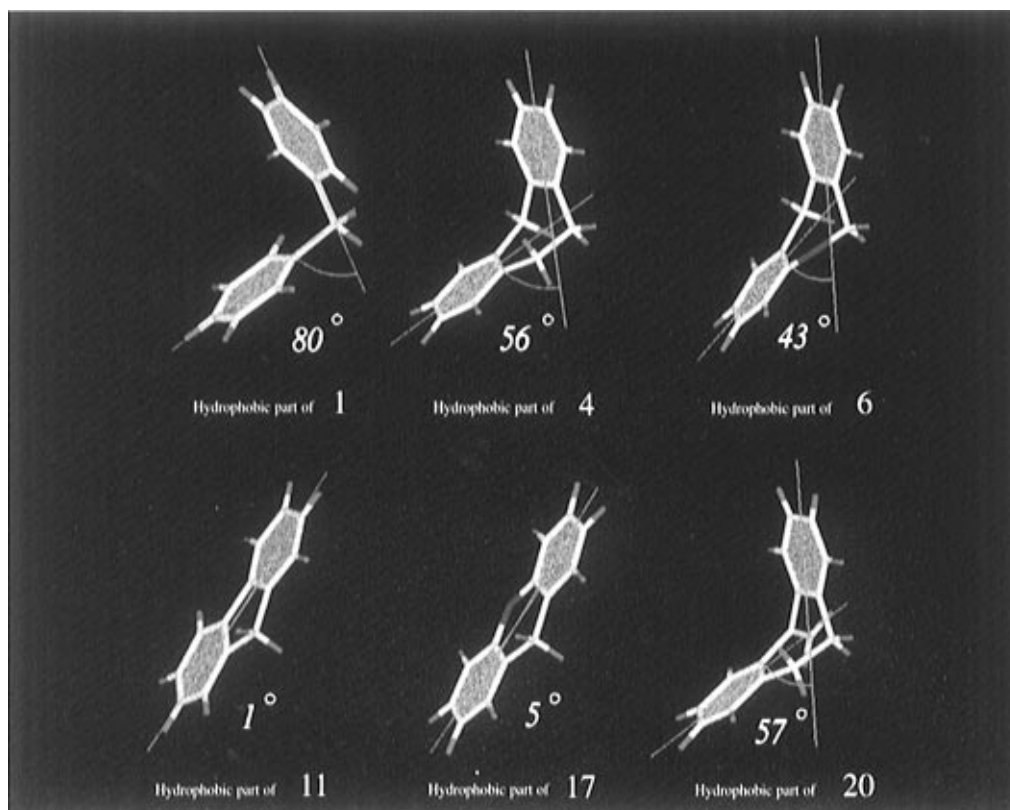 80°
56°
43°
Hydrophobic part of 1
Hydrophobic part of 4
Hydrophobic part of 6
1°
5°
57°
Hydrophobic part of 11
Hydrophobic part of 17
Hydrophobic part of 20